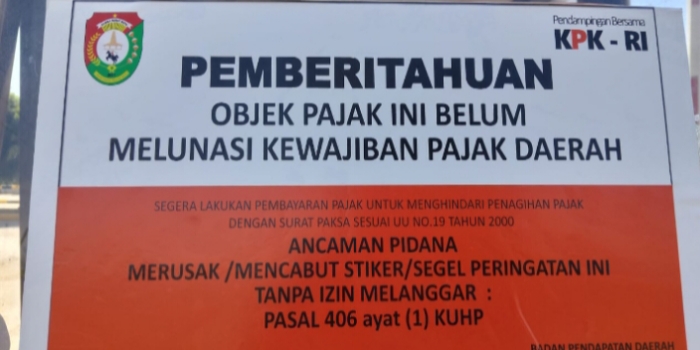 Pendampingan Bersama
KPK - RI
PEMBERITAHUAN
OBJEK PAJAK INI BELUM
MELUNASI KEWAJIBAN PAJAK DAERAH
SEGERA LAKUKAN PEMBAYARAN PAJAK UNTUK MENGHINDARI PENAGIHAN PAJAK
DENGAN SURAT PAKSA SESUAI UU NO.19 TAHUN 2000
ANCAMAN PIDANA
MERUSAK /MENCABUT STIKER/SEGEL PERINGATAN INI
TANPA IZIN MELANGGAR :
PASAL 406 ayat (1) KUHP
BADAN PENDAPATAN DAERAH